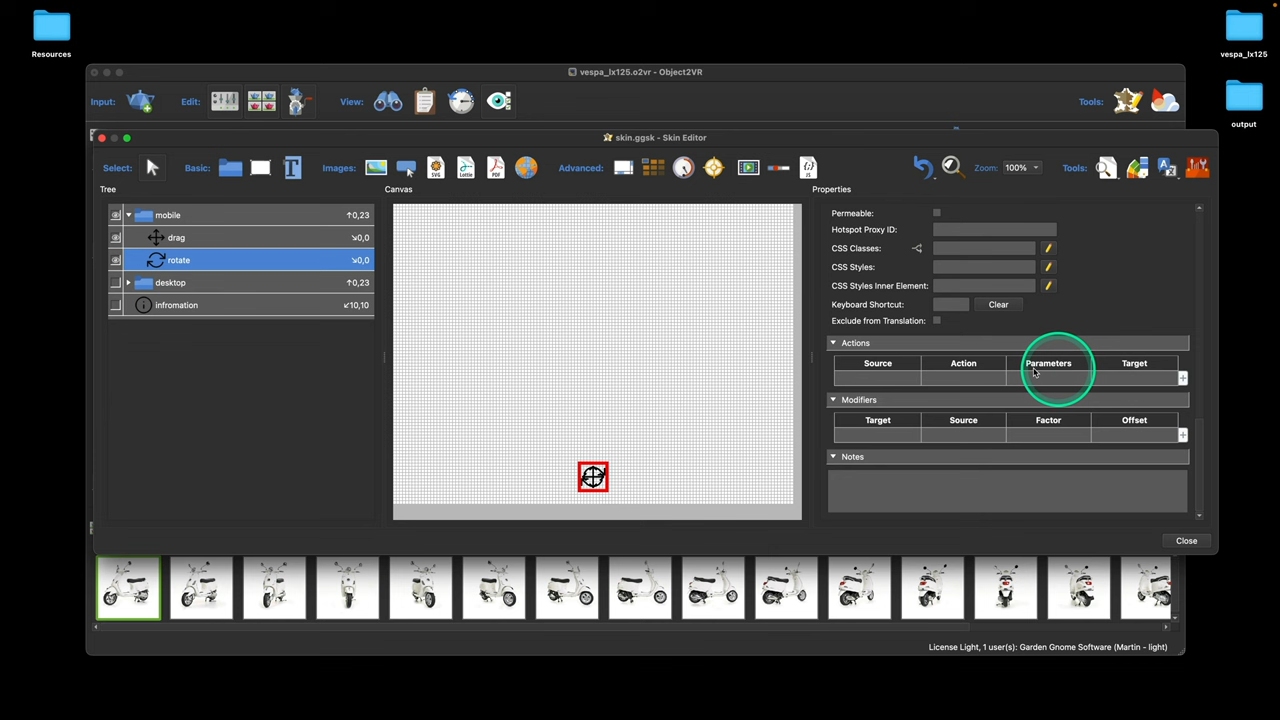 Resources
vespa_lx125
output
vespa_lx125.o2vr - Object2VR
Input:
Edit:
View:
Tools:
skin.ggsk - Skin Editor
Select:
Basic:
Images:
SVG
Lottie
PDF
Advanced:
JS
Zoom: 100%
Tools:
Tree
Canvas
Properties
mobile ↑0,23
drag ↘0,0
rotate ↘0,0
desktop ↑0,23
infromation ↙10,10
Permeable:
Hotspot Proxy ID:
CSS Classes:
CSS Styles:
CSS Styles Inner Element:
Keyboard Shortcut: Clear
Exclude from Translation:
Actions
Source Action Parameters Target
+
Modifiers
Target Source Factor Offset
+
Notes
Close
License Light, 1 user(s): Garden Gnome Software (Martin - light)